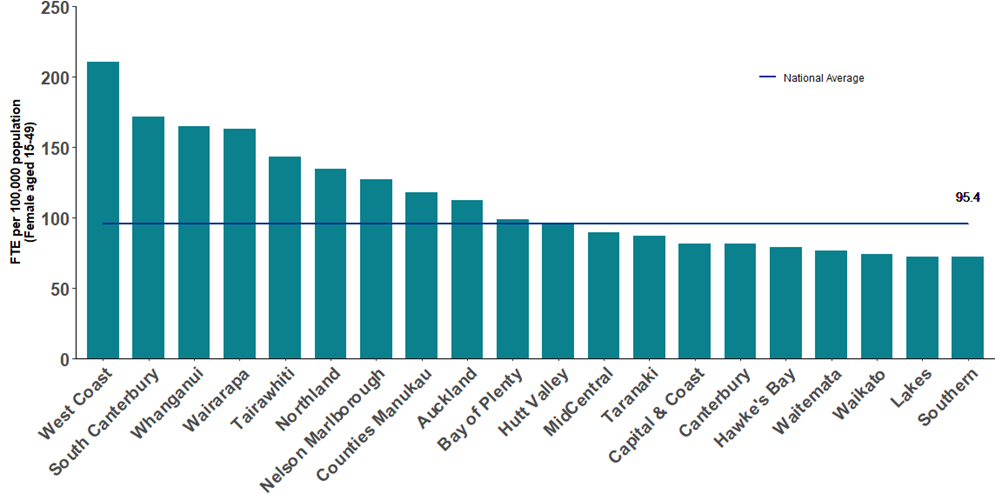 250
200
150
100
50
0
FTE per 100,000 population
(Female aged 15-49)
National Average
95.4
West Coast
South Canterbury
Whanganui
Wairarapa
Tairawhiti
Northland
Nelson Marlborough
Counties Manukau
Auckland
Bay of Plenty
Hutt Valley
MidCentral
Taranaki
Capital & Coast
Canterbury
Hawke's Bay
Waitemata
Waikato
Lakes
Southern